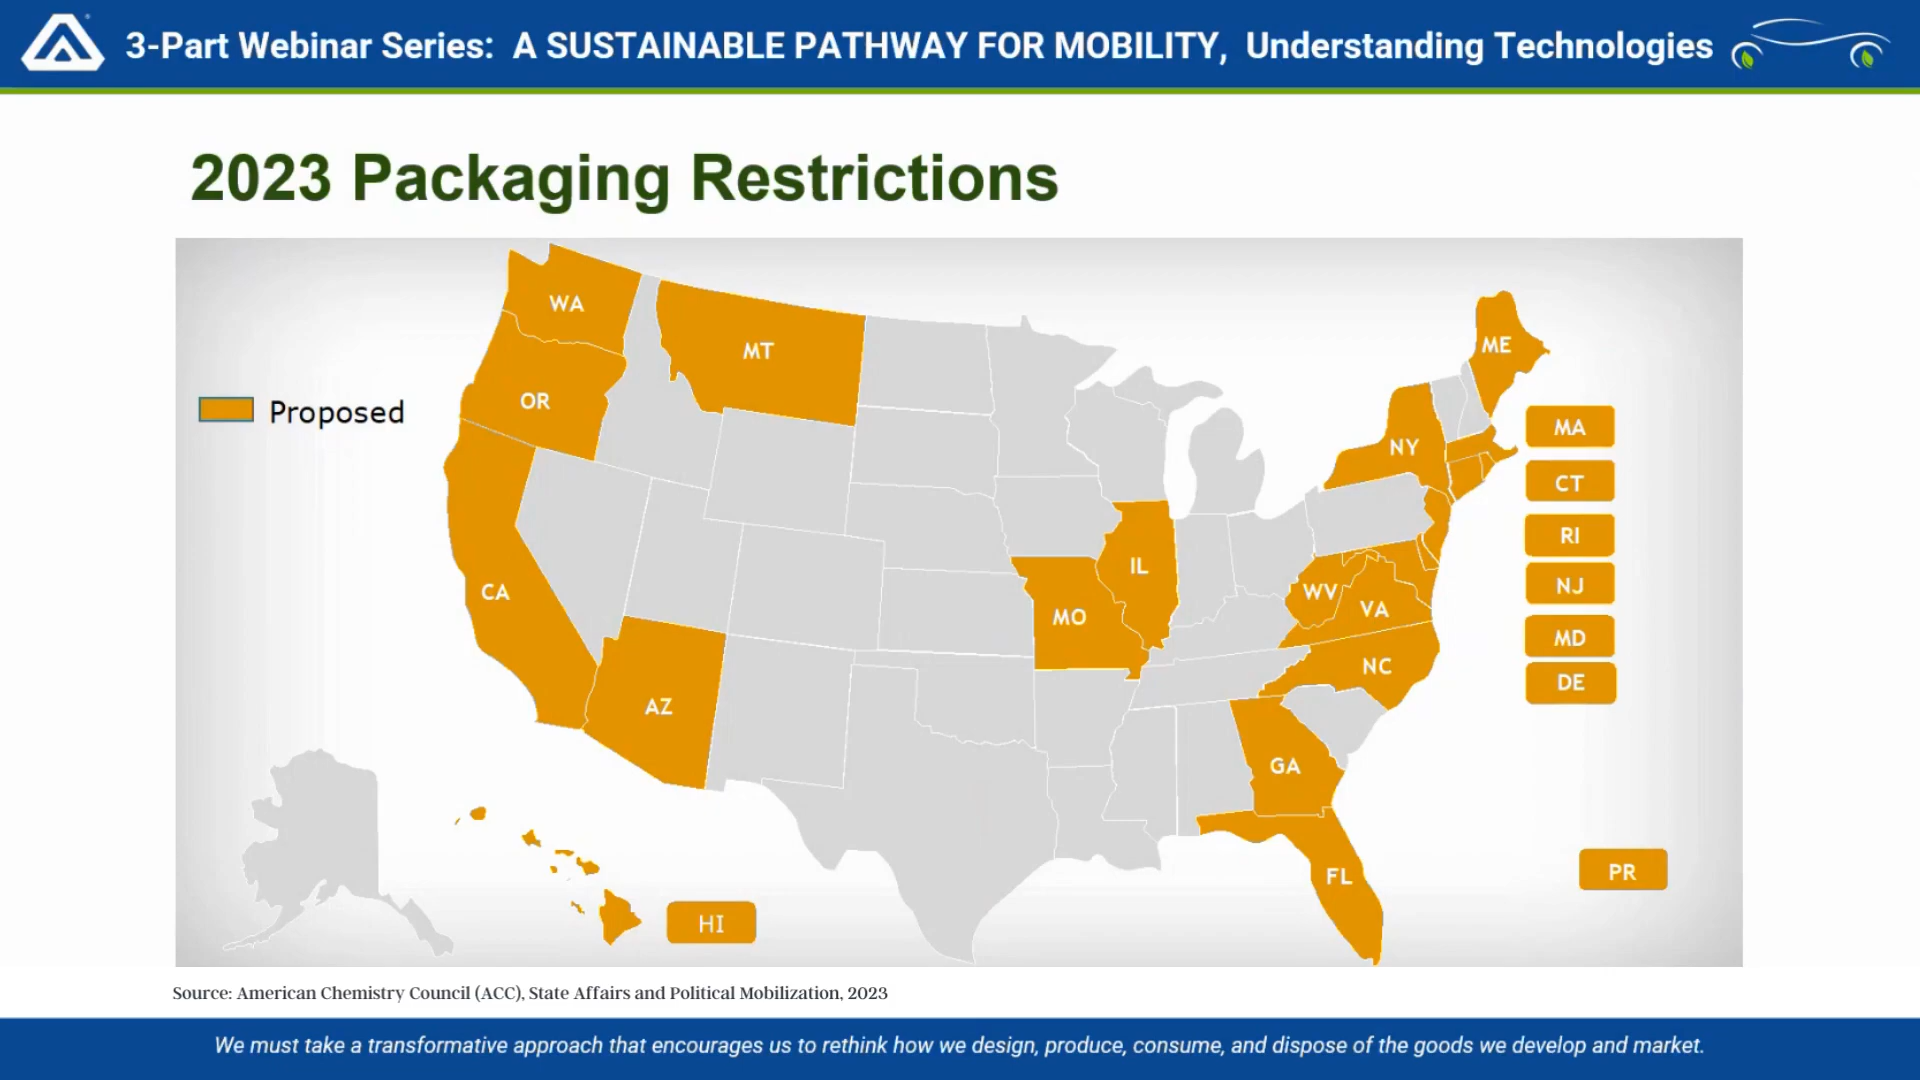 3-Part Webinar Series: A SUSTAINABLE PATHWAY FOR MOBILITY, Understanding Technologies
2023 Packaging Restrictions
Proposed
WA
MT
OR
ME
MA
NY
CT
RI
IL
CA
WV
NJ
VA
MO
MD
NC
DE
AZ
GA
FL
PR
HI
Source: American Chemistry Council (ACC), State Affairs and Political Mobilization, 2023
We must take a transformative approach that encourages us to rethink how we design, produce, consume, and dispose of the goods we develop and market.